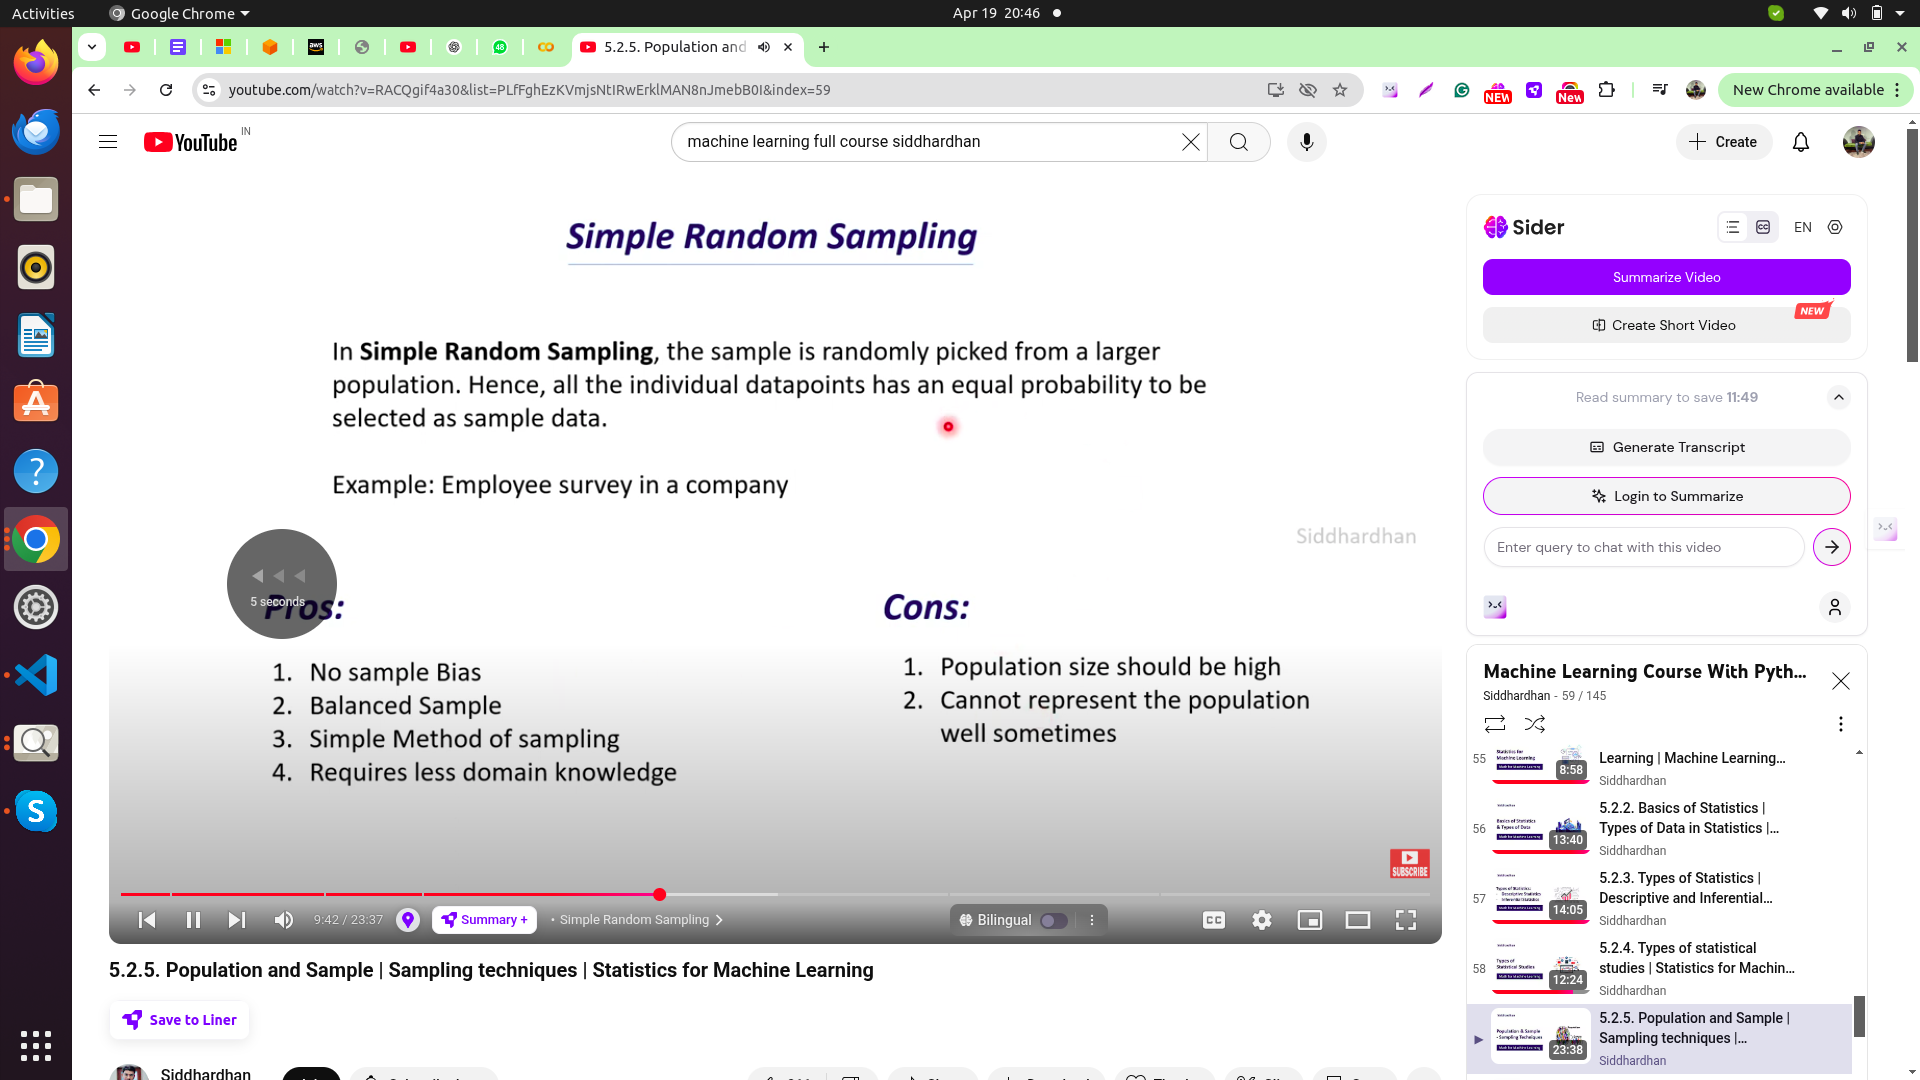 Activities
Google Chrome
Apr 19 20:46
5.2.5. Population and
youtube.com/watch?v=RACQgif4a30&list=PLfFghEzKVmjsNtIRwErklMAN8nJmebB0I&index=59
NEW
New
New Chrome available
YouTube
IN
machine learning full course siddhardhan
Create
Simple Random Sampling
In Simple Random Sampling, the sample is randomly picked from a larger
population. Hence, all the individual datapoints has an equal probability to be
selected as sample data.
Example: Employee survey in a company
Siddhardhan
5 seconds
Pros:
1. No sample Bias
2. Balanced Sample
3. Simple Method of sampling
4. Requires less domain knowledge
Cons:
1. Population size should be high
2. Cannot represent the population
well sometimes
SUBSCRIBE
9:42 / 23:37
Summary +
• Simple Random Sampling
Bilingual
5.2.5. Population and Sample | Sampling techniques | Statistics for Machine Learning
Save to Liner
Siddhardhan
Sider
EN
Summarize Video
NEW
Create Short Video
Read summary to save 11:49
Generate Transcript
Login to Summarize
Enter query to chat with this video
Machine Learning Course With Pyth...
Siddhardhan - 59 / 145
55
8:58
Learning | Machine Learning...
Siddhardhan
56
13:40
5.2.2. Basics of Statistics |
Types of Data in Statistics |...
Siddhardhan
57
14:05
5.2.3. Types of Statistics |
Descriptive and Inferential...
Siddhardhan
58
12:24
5.2.4. Types of statistical
studies | Statistics for Machin...
Siddhardhan
23:38
5.2.5. Population and Sample |
Sampling techniques |...
Siddhardhan